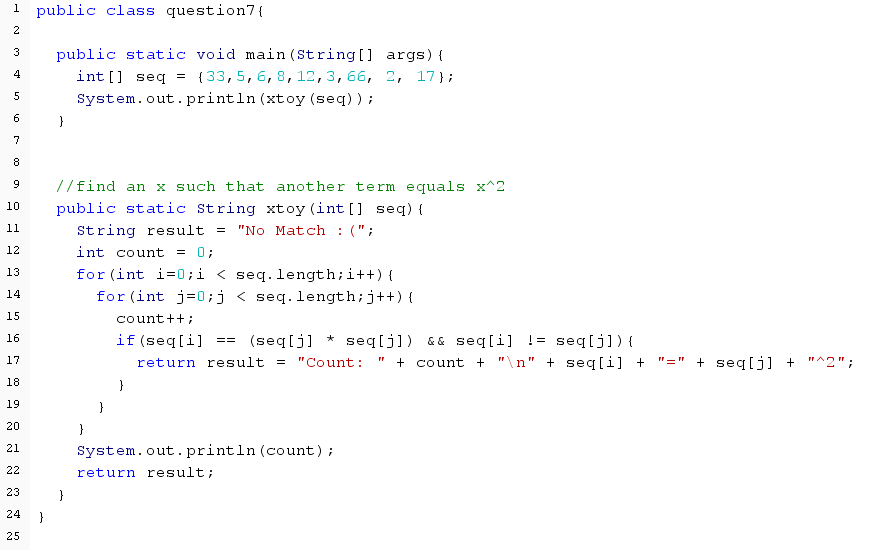 1 public class question7{
2
3 public static void main(String[] args){
4 int[] seq = {33,5,6,8,12,3,66, 2, 17};
5 System.out.println(xtoy(seq));
6 }
7
8
9 //find an x such that another term equals x^2
10 public static String xtoy(int[] seq){
11 String result = "No Match :(";
12 int count = 0;
13 for(int i=0;i < seq.length;i++){
14 for(int j=0;j < seq.length;j++){
15 count++;
16 if(seq[i] == (seq[j] * seq[j]) && seq[i] != seq[j]){
17 return result = "Count: " + count + "\n" + seq[i] + "=" + seq[j] + "^2";
18 }
19 }
20 }
21 System.out.println(count);
22 return result;
23 }
24 }
25